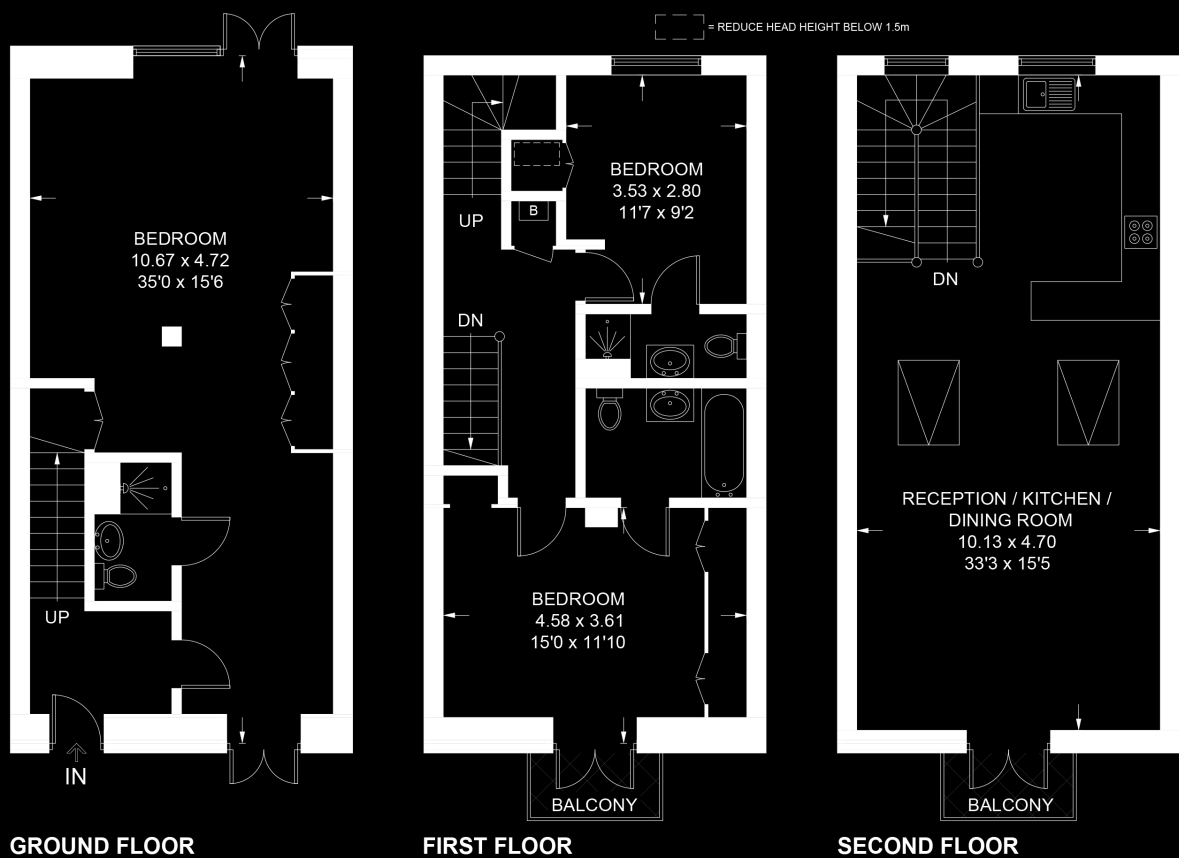 = REDUCE HEAD HEIGHT BELOW 1.5m
BEDROOM
10.67 x 4.72
35'0 x 15'6
UP
IN
GROUND FLOOR
BEDROOM
3.53 x 2.80
11'7 x 9'2
UP
B
DN
BEDROOM
4.58 x 3.61
15'0 x 11'10
BALCONY
FIRST FLOOR
DN
RECEPTION / KITCHEN /
DINING ROOM
10.13 x 4.70
33'3 x 15'5
BALCONY
SECOND FLOOR